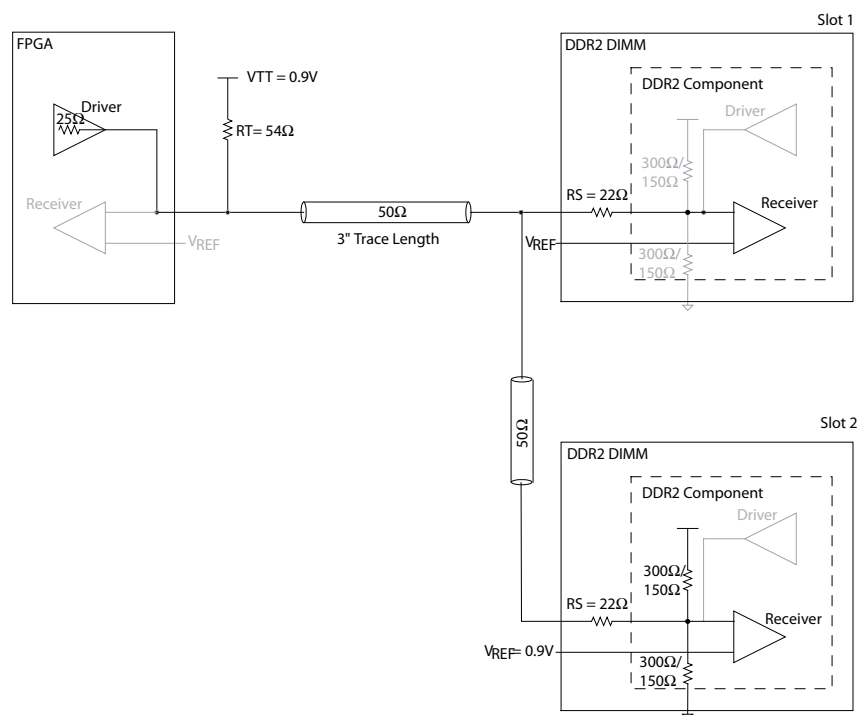 Slot 1
FPGA
DDR2 DIMM
VTT = 0.9V
DDR2 Component
Driver
25Ω
Driver
RT= 54Ω
300Ω/
150Ω
RS = 22Ω
Receiver
Receiver
50Ω
3" Trace Length
VREF
VREF
300Ω/
150Ω
50Ω
Slot 2
DDR2 DIMM
DDR2 Component
Driver
300Ω/
150Ω
RS = 22Ω
Receiver
VREF= 0.9V
300Ω/
150Ω